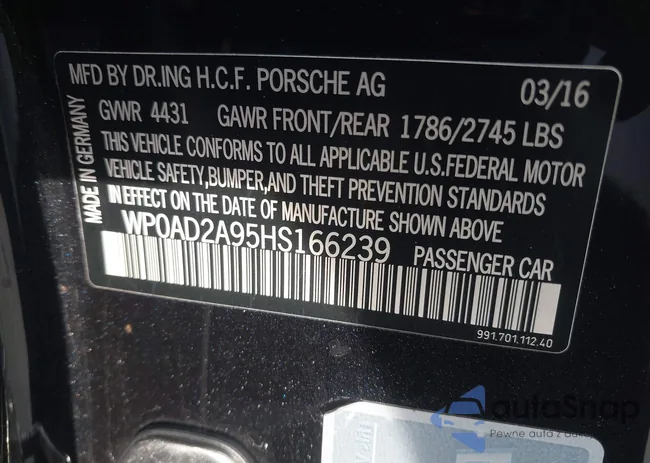 MFD BY DR.ING H.C.F. PORSCHE AG 03/16
GVWR 4431 GAWR FRONT/REAR 1786/2745 LBS
THIS VEHICLE CONFORMS TO ALL APPLICABLE U.S.FEDERAL MOTOR
VEHICLE SAFETY,BUMPER,AND THEFT PREVENTION STANDARDS
IN EFFECT ON THE DATE OF MANUFACTURE SHOWN ABOVE
WP0AD2A95HS166239 PASSENGER CAR
991.701.112.40
MADE IN GERMANY
autoSnap
Pewne auta z